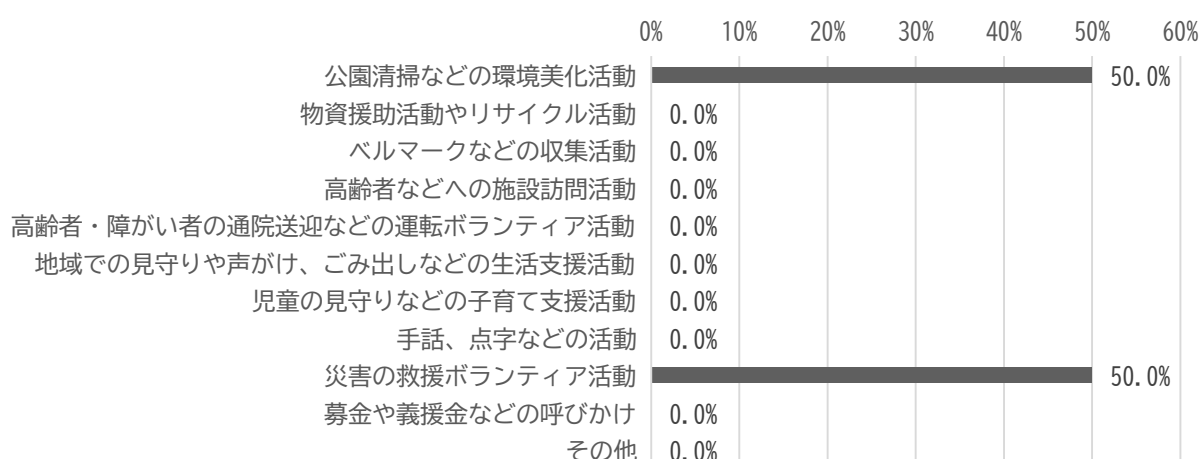 0% 10% 20% 30% 40% 50% 60%
公園清掃などの環境美化活動 50.0%
物資援助活動やリサイクル活動 0.0%
ベルマークなどの収集活動 0.0%
高齢者などへの施設訪問活動 0.0%
高齢者・障がい者の通院送迎などの運転ボランティア活動 0.0%
地域での見守りや声がけ、ごみ出しなどの生活支援活動 0.0%
児童の見守りなどの子育て支援活動 0.0%
手話、点字などの活動 0.0%
災害の救援ボランティア活動 50.0%
募金や義援金などの呼びかけ 0.0%
その他 0.0%